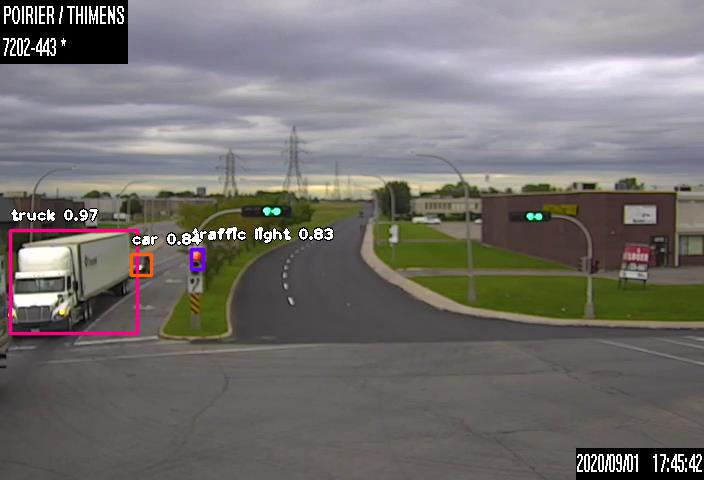 POIRIER / THIMENS
7202-443 *
truck 0.97
car 0.84
traffic light 0.83
2020/09/01 17:45:42